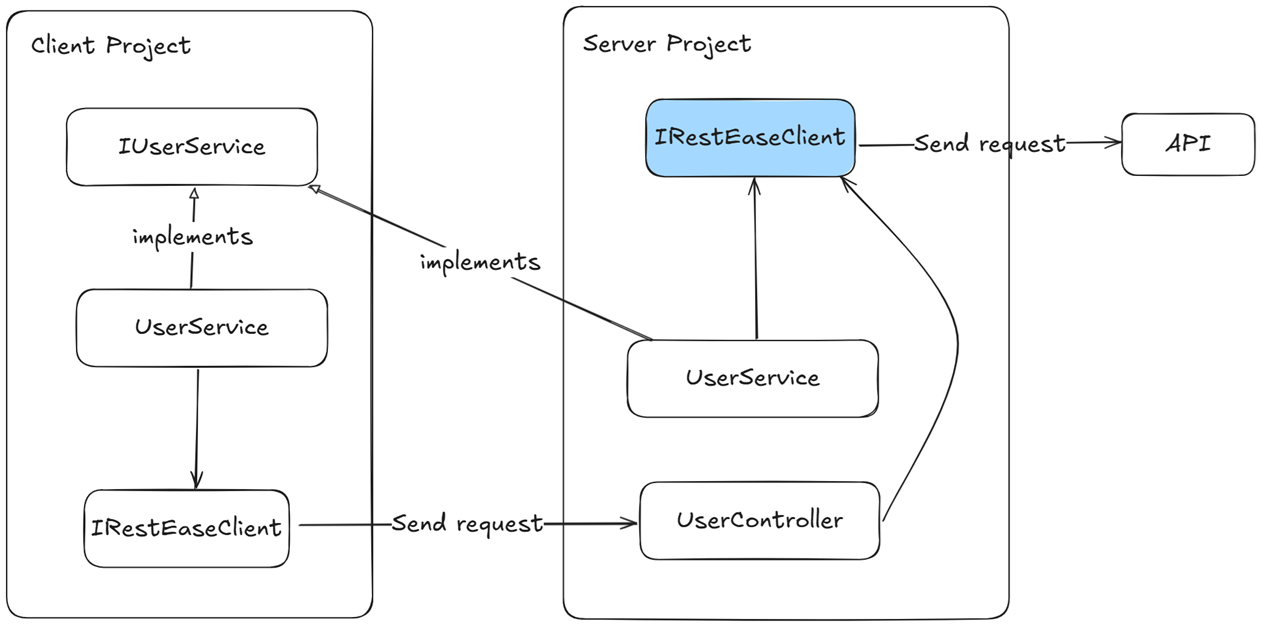 Client Project
IUserService
implements
UserService
IRestEaseClient
Send request
implements
Server Project
IRestEaseClient
Send request
API
UserService
UserController